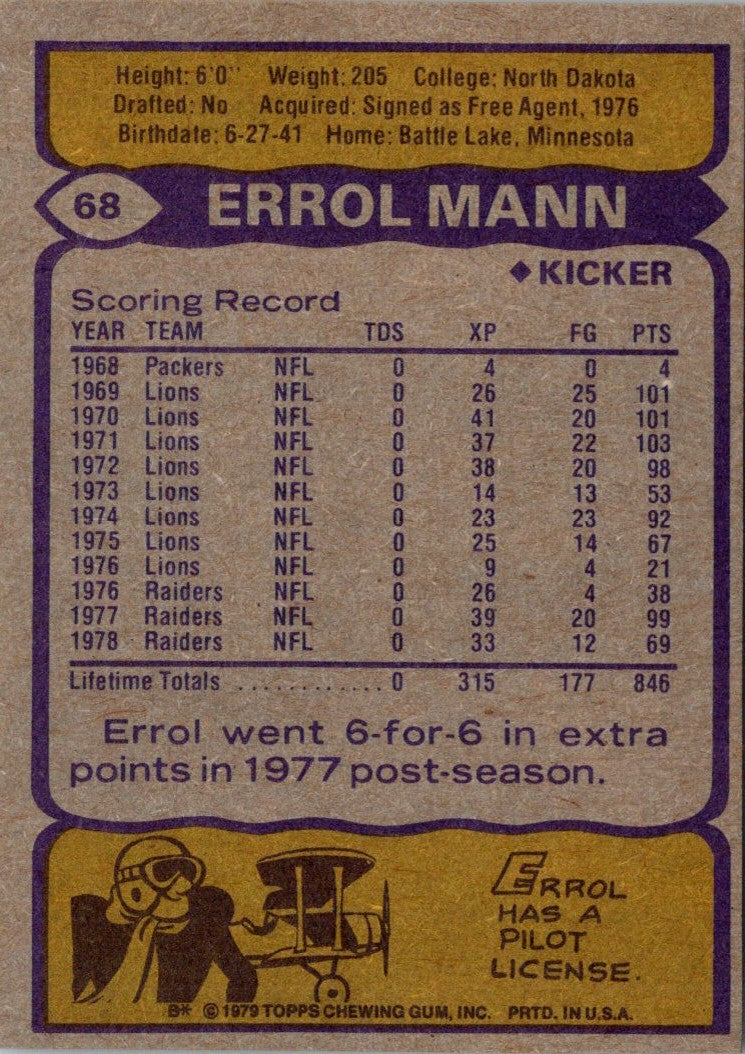 Height: 6'0" Weight: 205 College: North Dakota
Drafted: No Acquired: Signed as Free Agent, 1976
Birthdate: 6-27-41 Home: Battle Lake, Minnesota
68 ERROL MANN
◆KICKER
Scoring Record
YEAR TEAM TDS XP FG PTS
1968 Packers NFL 0 4 0 4
1969 Lions NFL 0 26 25 101
1970 Lions NFL 0 41 20 101
1971 Lions NFL 0 37 22 103
1972 Lions NFL 0 38 20 98
1973 Lions NFL 0 14 13 53
1974 Lions NFL 0 23 23 92
1975 Lions NFL 0 25 14 67
1976 Lions NFL 0 9 4 21
1976 Raiders NFL 0 26 4 38
1977 Raiders NFL 0 39 20 99
1978 Raiders NFL 0 33 12 69
Lifetime Totals ............ 0 315 177 846
Errol went 6-for-6 in extra
points in 1977 post-season.
ERROL
HAS A
PILOT
LICENSE.
B* © 1979 TOPPS CHEWING GUM, INC. PRTD. IN U.S.A.